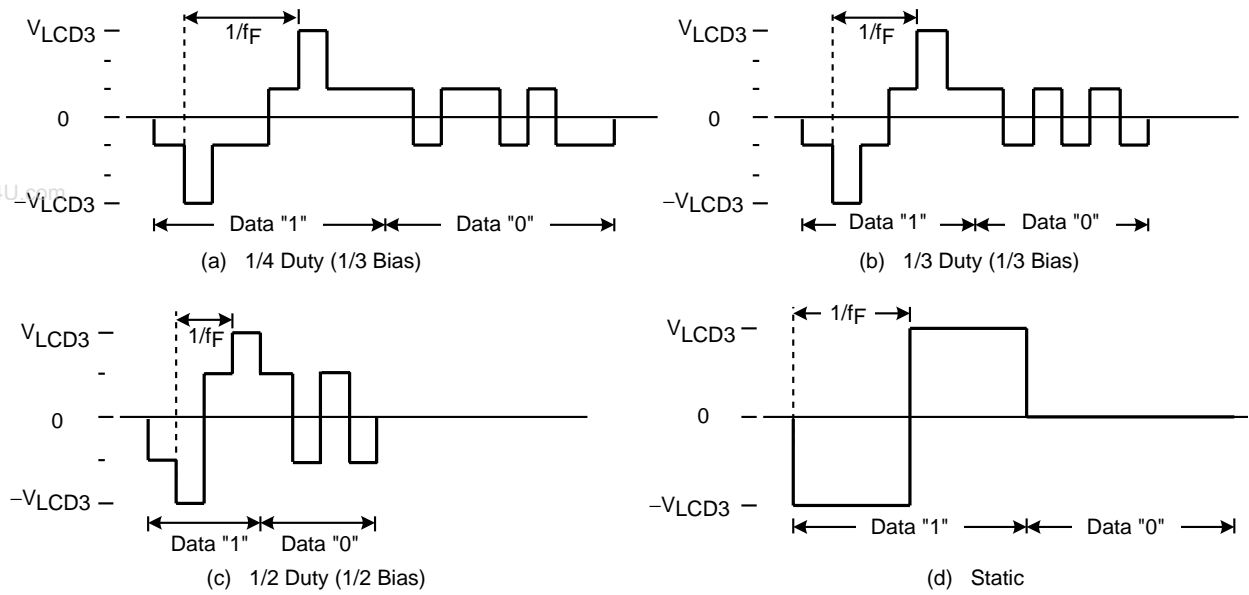 VLCD3
1/fF
0
4U.com
−VLCD3
Data "1"
Data "0"
(a) 1/4 Duty (1/3 Bias)
VLCD3
1/fF
0
−VLCD3
Data "1"
Data "0"
(b) 1/3 Duty (1/3 Bias)
VLCD3
1/fF
0
−VLCD3
Data "1"
Data "0"
(c) 1/2 Duty (1/2 Bias)
VLCD3
1/fF
0
−VLCD3
Data "1"
Data "0"
(d) Static